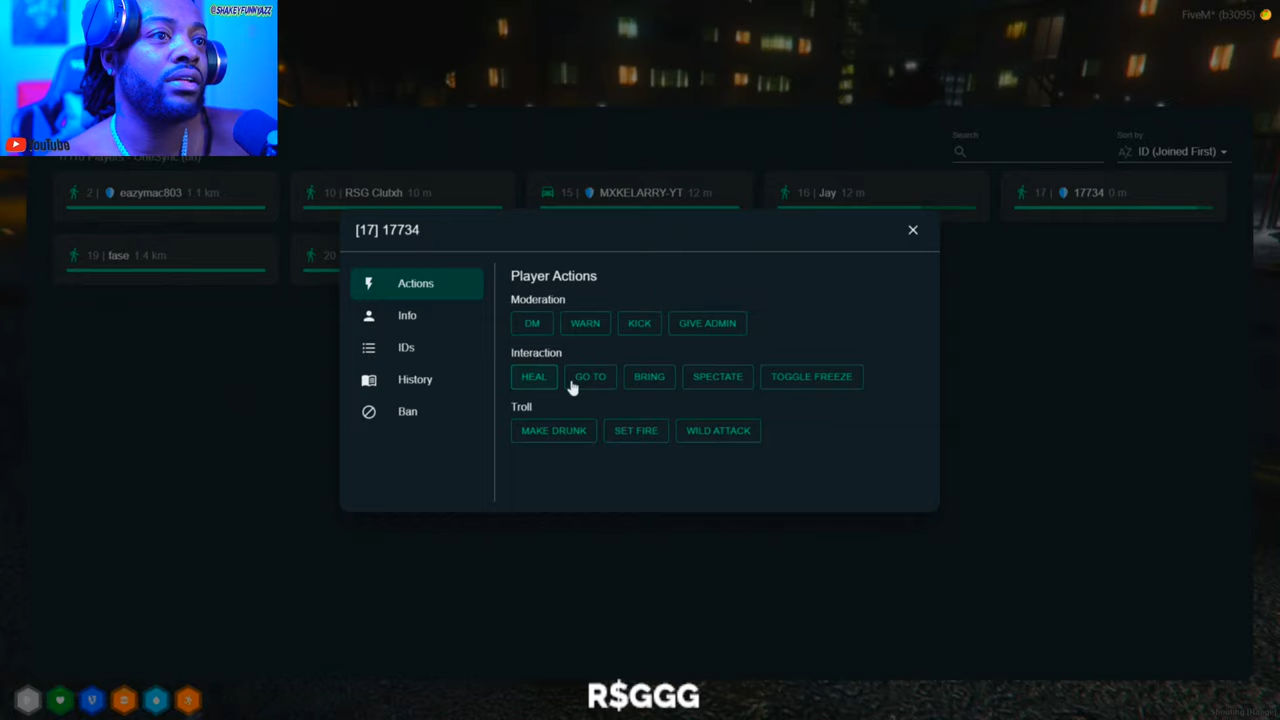 @SHAKEYFUNNYAZZ
FiveM* (b3095)
YouTube
Search
Sort by
ID (Joined First)
2 | eazymac803 1.1 km
10 | RSG Clutxh 10 m
15 | MXKELARRY-YT 12 m
16 | Jay 12 m
17 | 17734 0 m
19 | fase 1.4 km
20
[17] 17734
Actions
Info
IDs
History
Ban
Player Actions
Moderation
DM
WARN
KICK
GIVE ADMIN
Interaction
HEAL
GO TO
BRING
SPECTATE
TOGGLE FREEZE
Troll
MAKE DRUNK
SET FIRE
WILD ATTACK
R$GGG